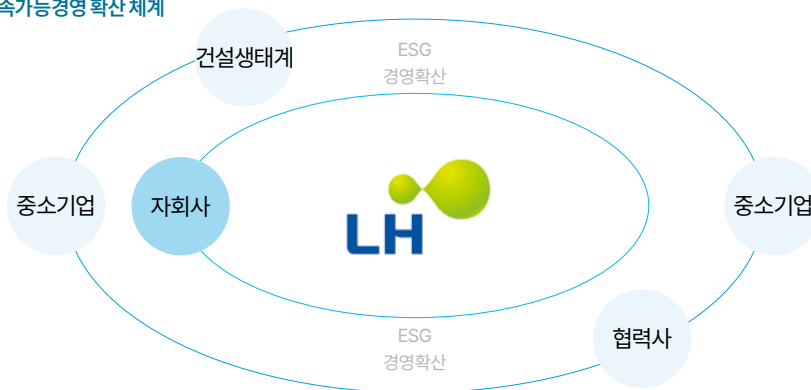 속가능경영 확산 체계
건설생태계
ESG
경영확산
중소기업
자회사
LH
중소기업
ESG
경영확산
협력사